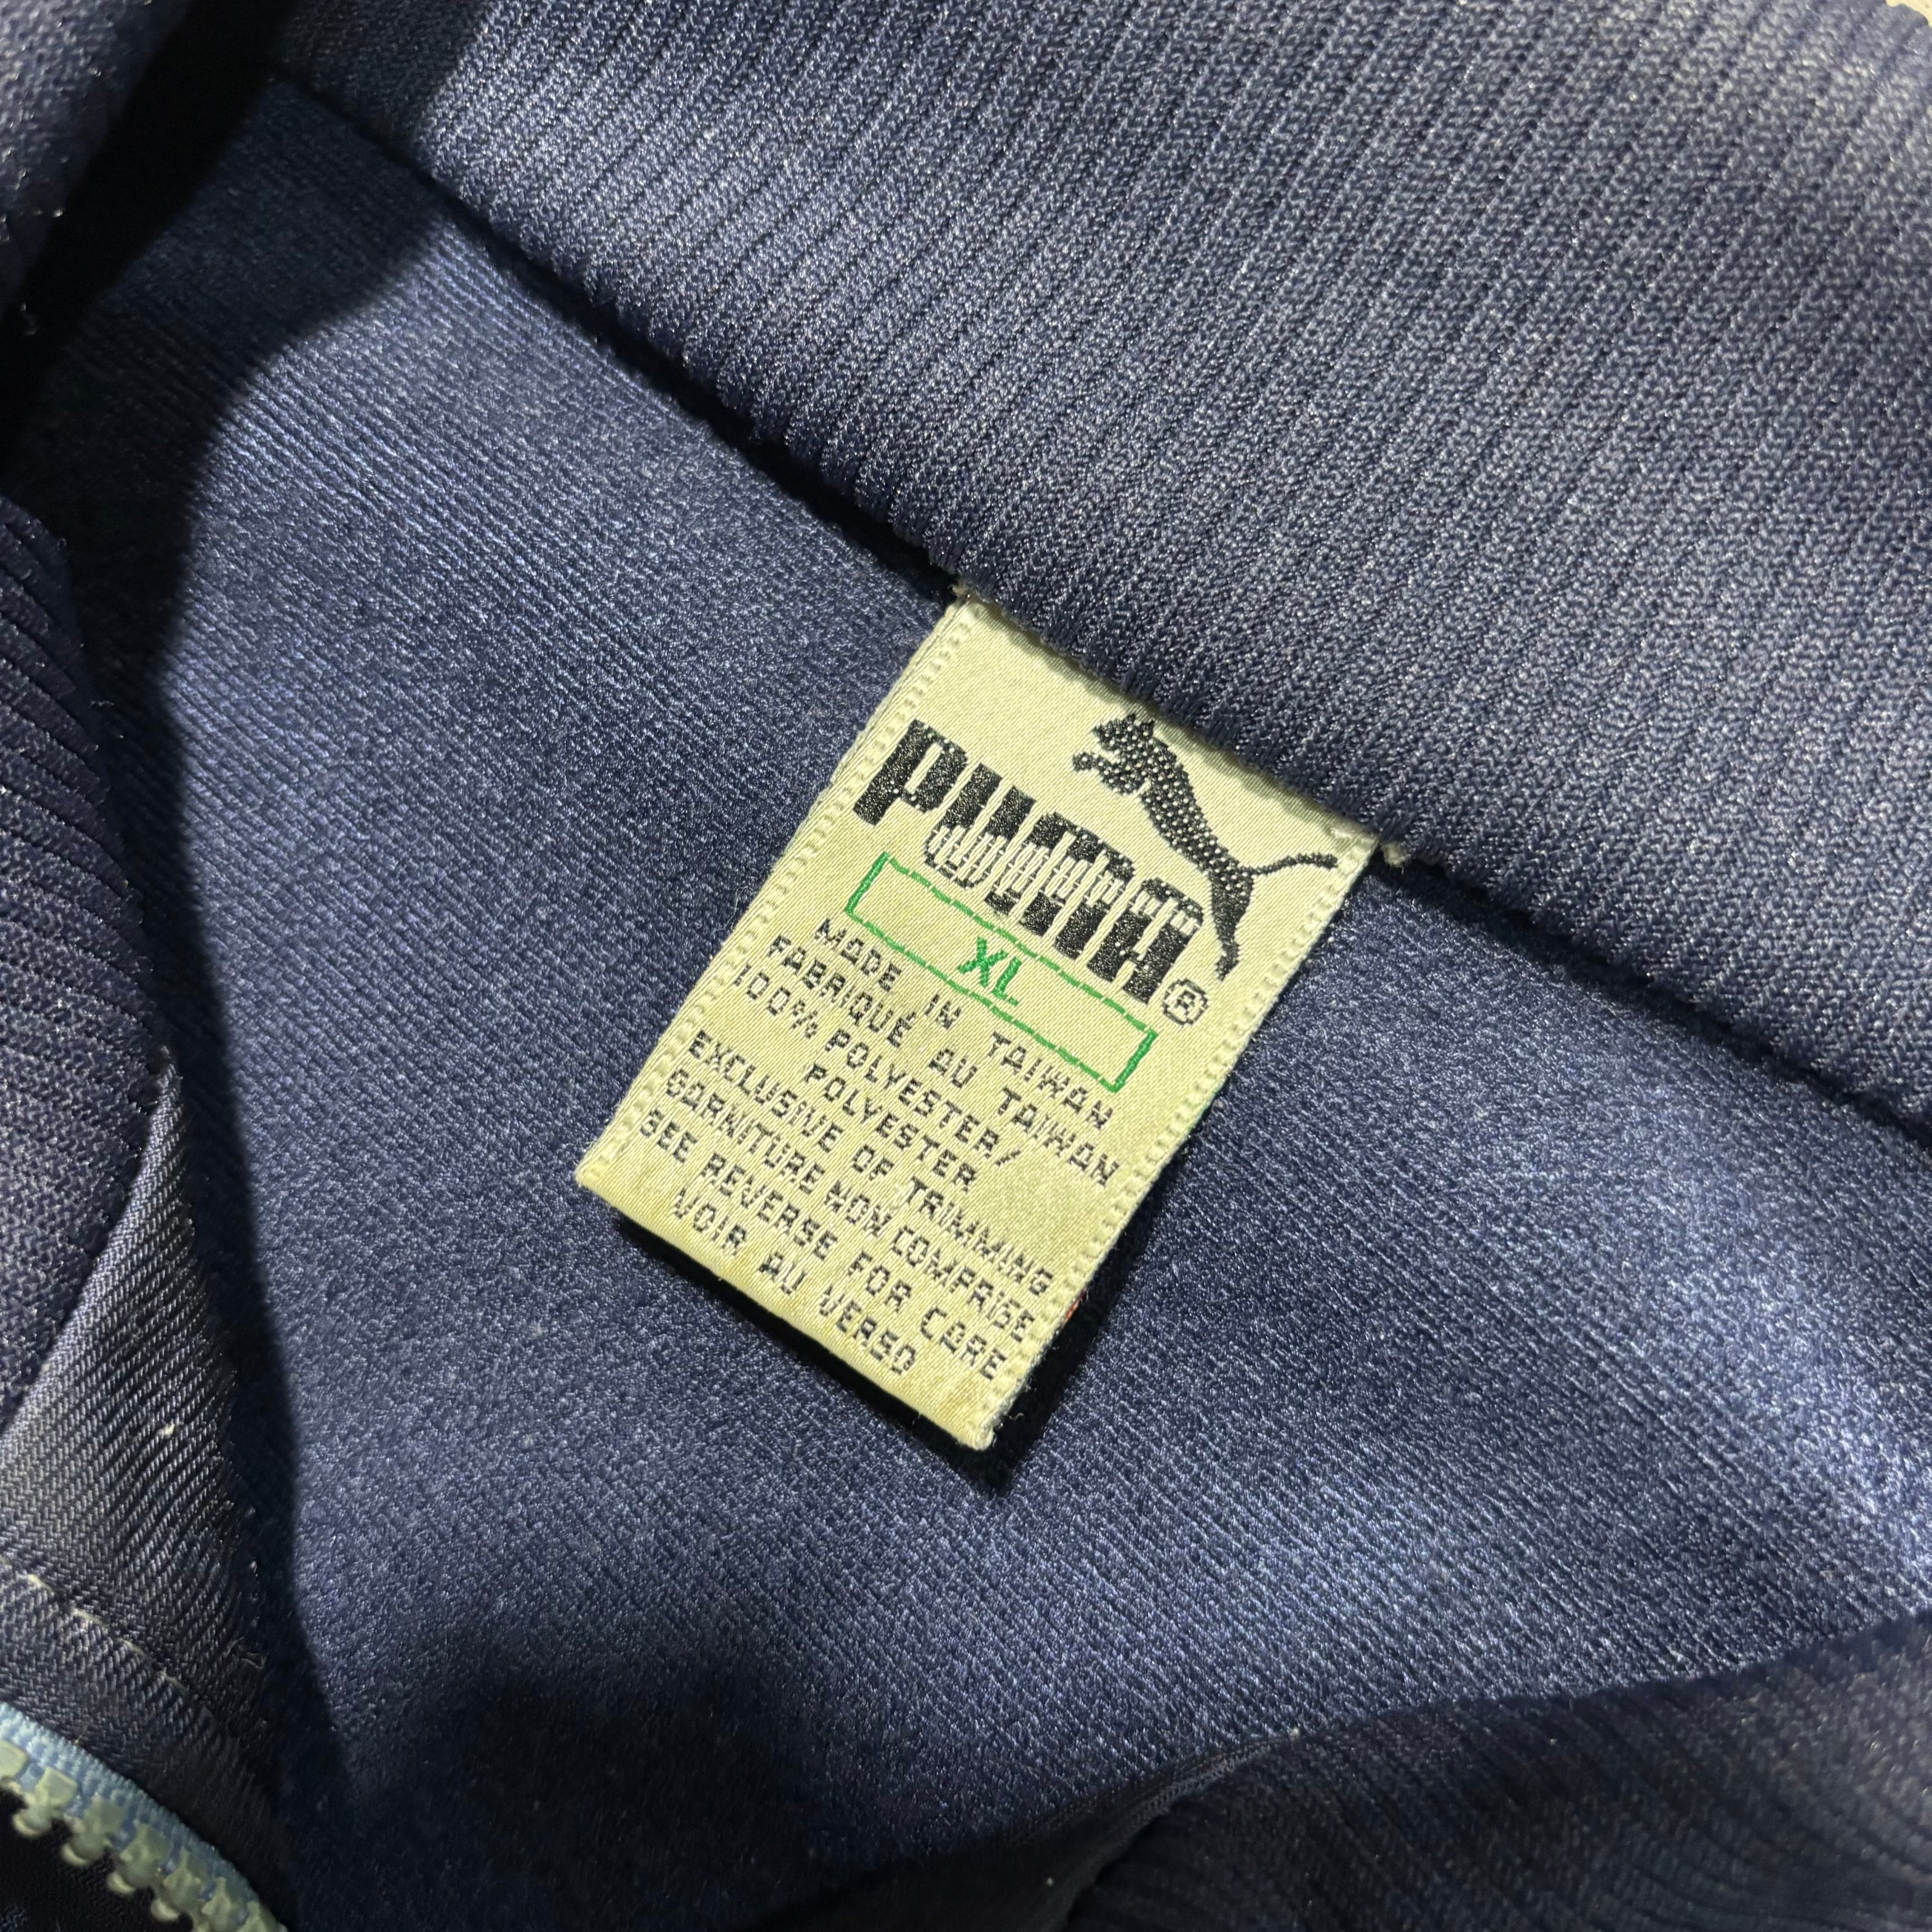 PUMA®
XL
MADE IN TAIWAN
FABRIQUÉ AU TAIWAN
100% POLYESTER/
POLYESTER
EXCLUSIVE OF TRIMMING
GARNITURE NON COMPRISE
SEE REVERSE FOR CARE
VOIR AU VERSO